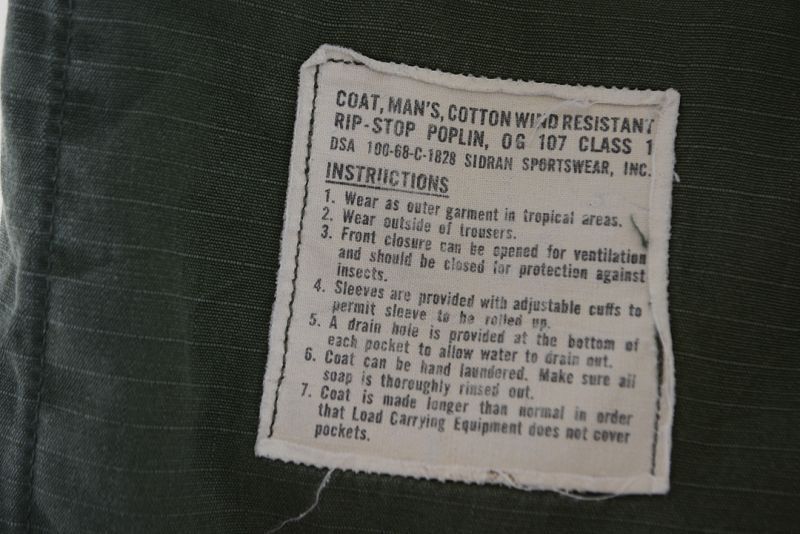 COAT, MAN'S, COTTON WIND RESISTANT
RIP-STOP POPLIN, OG 107 CLASS 1
DSA 100-68-C-1828 SIDRAN SPORTSWEAR, INC.
INSTRUCTIONS
1. Wear as outer garment in tropical areas.
2. Wear outside of trousers.
3. Front closure can be opened for ventilation
and should be closed for protection against
insects.
4. Sleeves are provided with adjustable cuffs to
permit sleeve to be rolled up.
5. A drain hole is provided at the bottom of
each pocket to allow water to drain out.
6. Coat can be hand laundered. Make sure all
soap is thoroughly rinsed out.
7. Coat is made longer than normal in order
that Load Carrying Equipment does not cover
pockets.